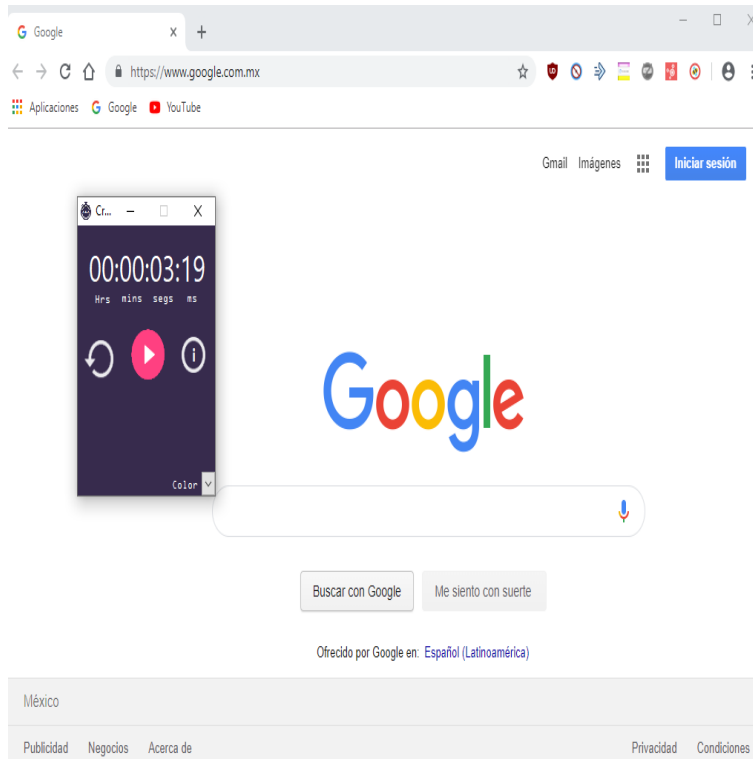 Google
https://www.google.com.mx
Aplicaciones Google YouTube
Gmail Imágenes Iniciar sesión
Cr...
00:00:03:19
Hrs mins segs ms
Color
Google
Buscar con Google Me siento con suerte
Ofrecido por Google en: Español (Latinoamérica)
México
Publicidad Negocios Acerca de Privacidad Condiciones